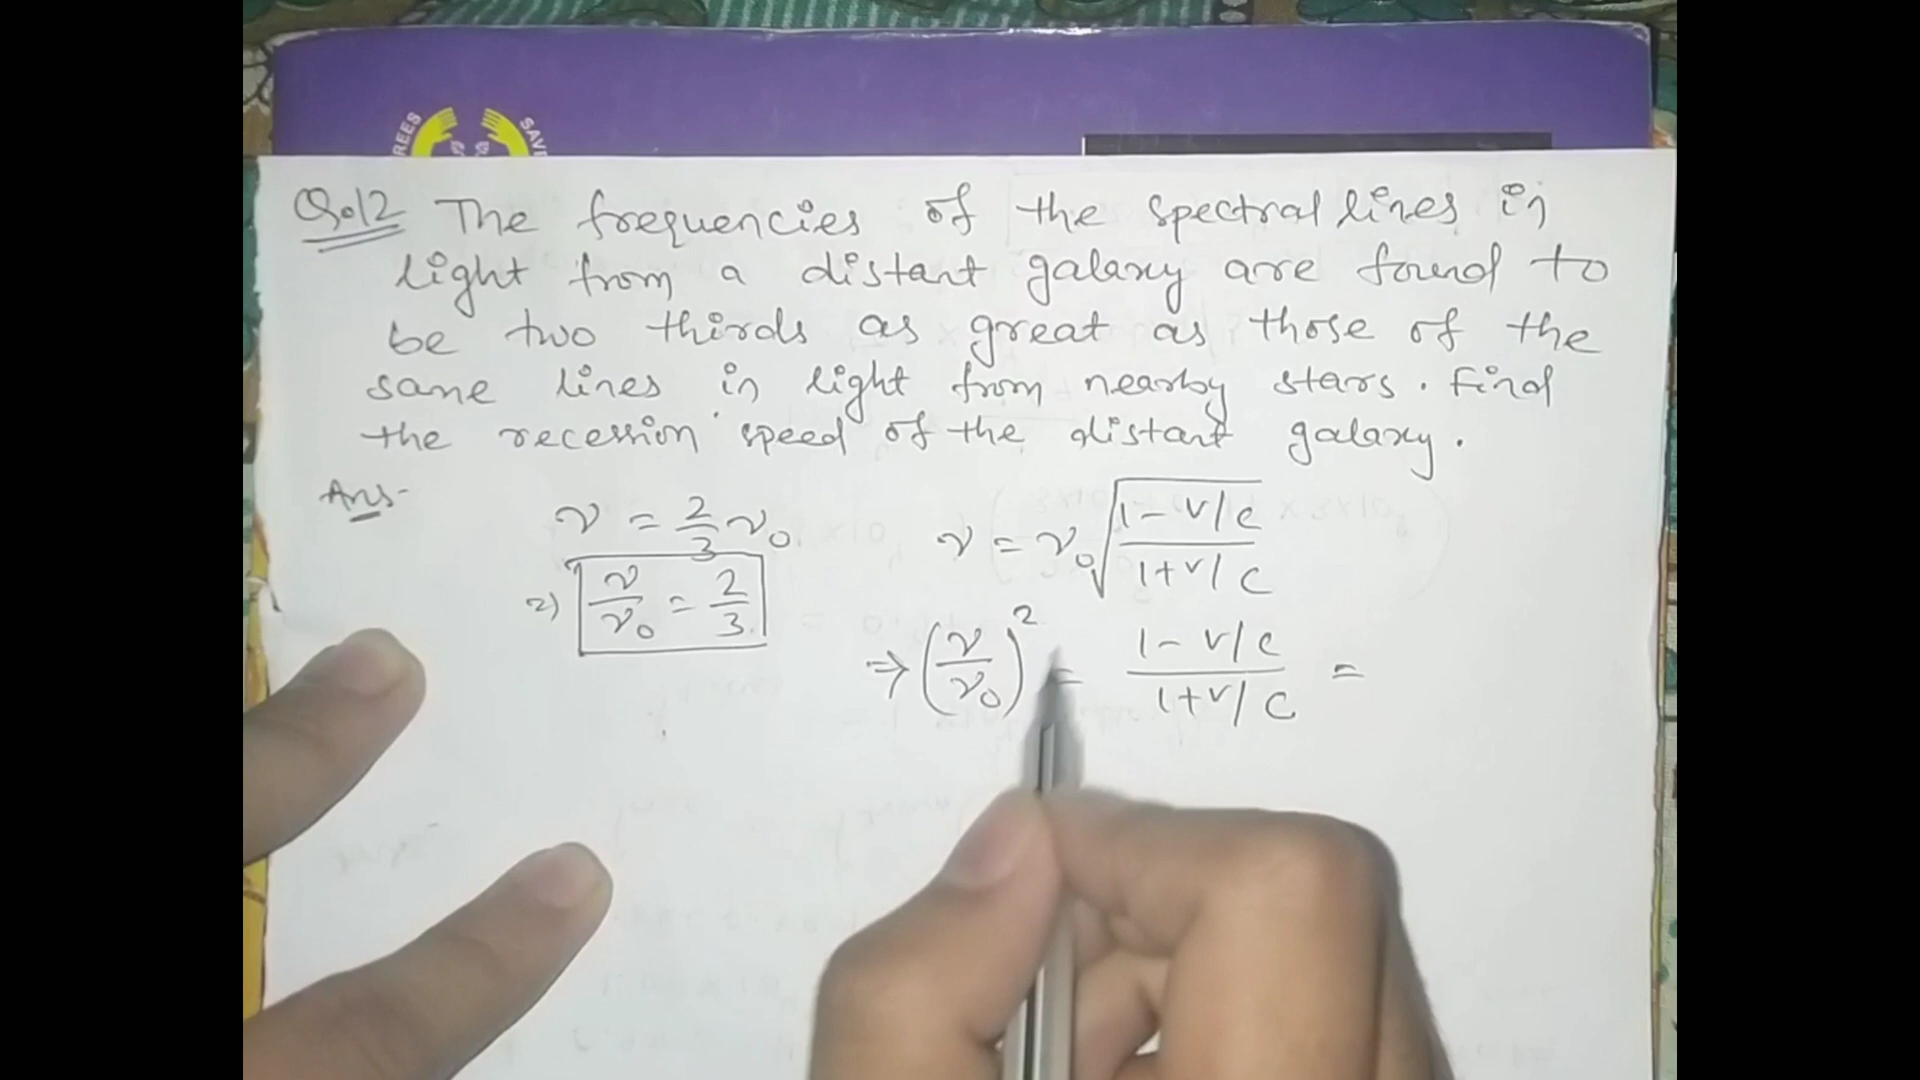 REES SAVE
Q.12 The frequencies of the spectral lines in
light from a distant galaxy are found to
be two thirds as great as those of the
same lines in light from nearby stars. Find
the recession speed of the distant galaxy.
Ans-
ν = 2/3 ν₀
⇒ ν/ν₀ = 2/3
ν = ν₀ √((1 - v/c)/(1 + v/c))
⇒ (ν/ν₀)² = (1 - v/c)/(1 + v/c) =